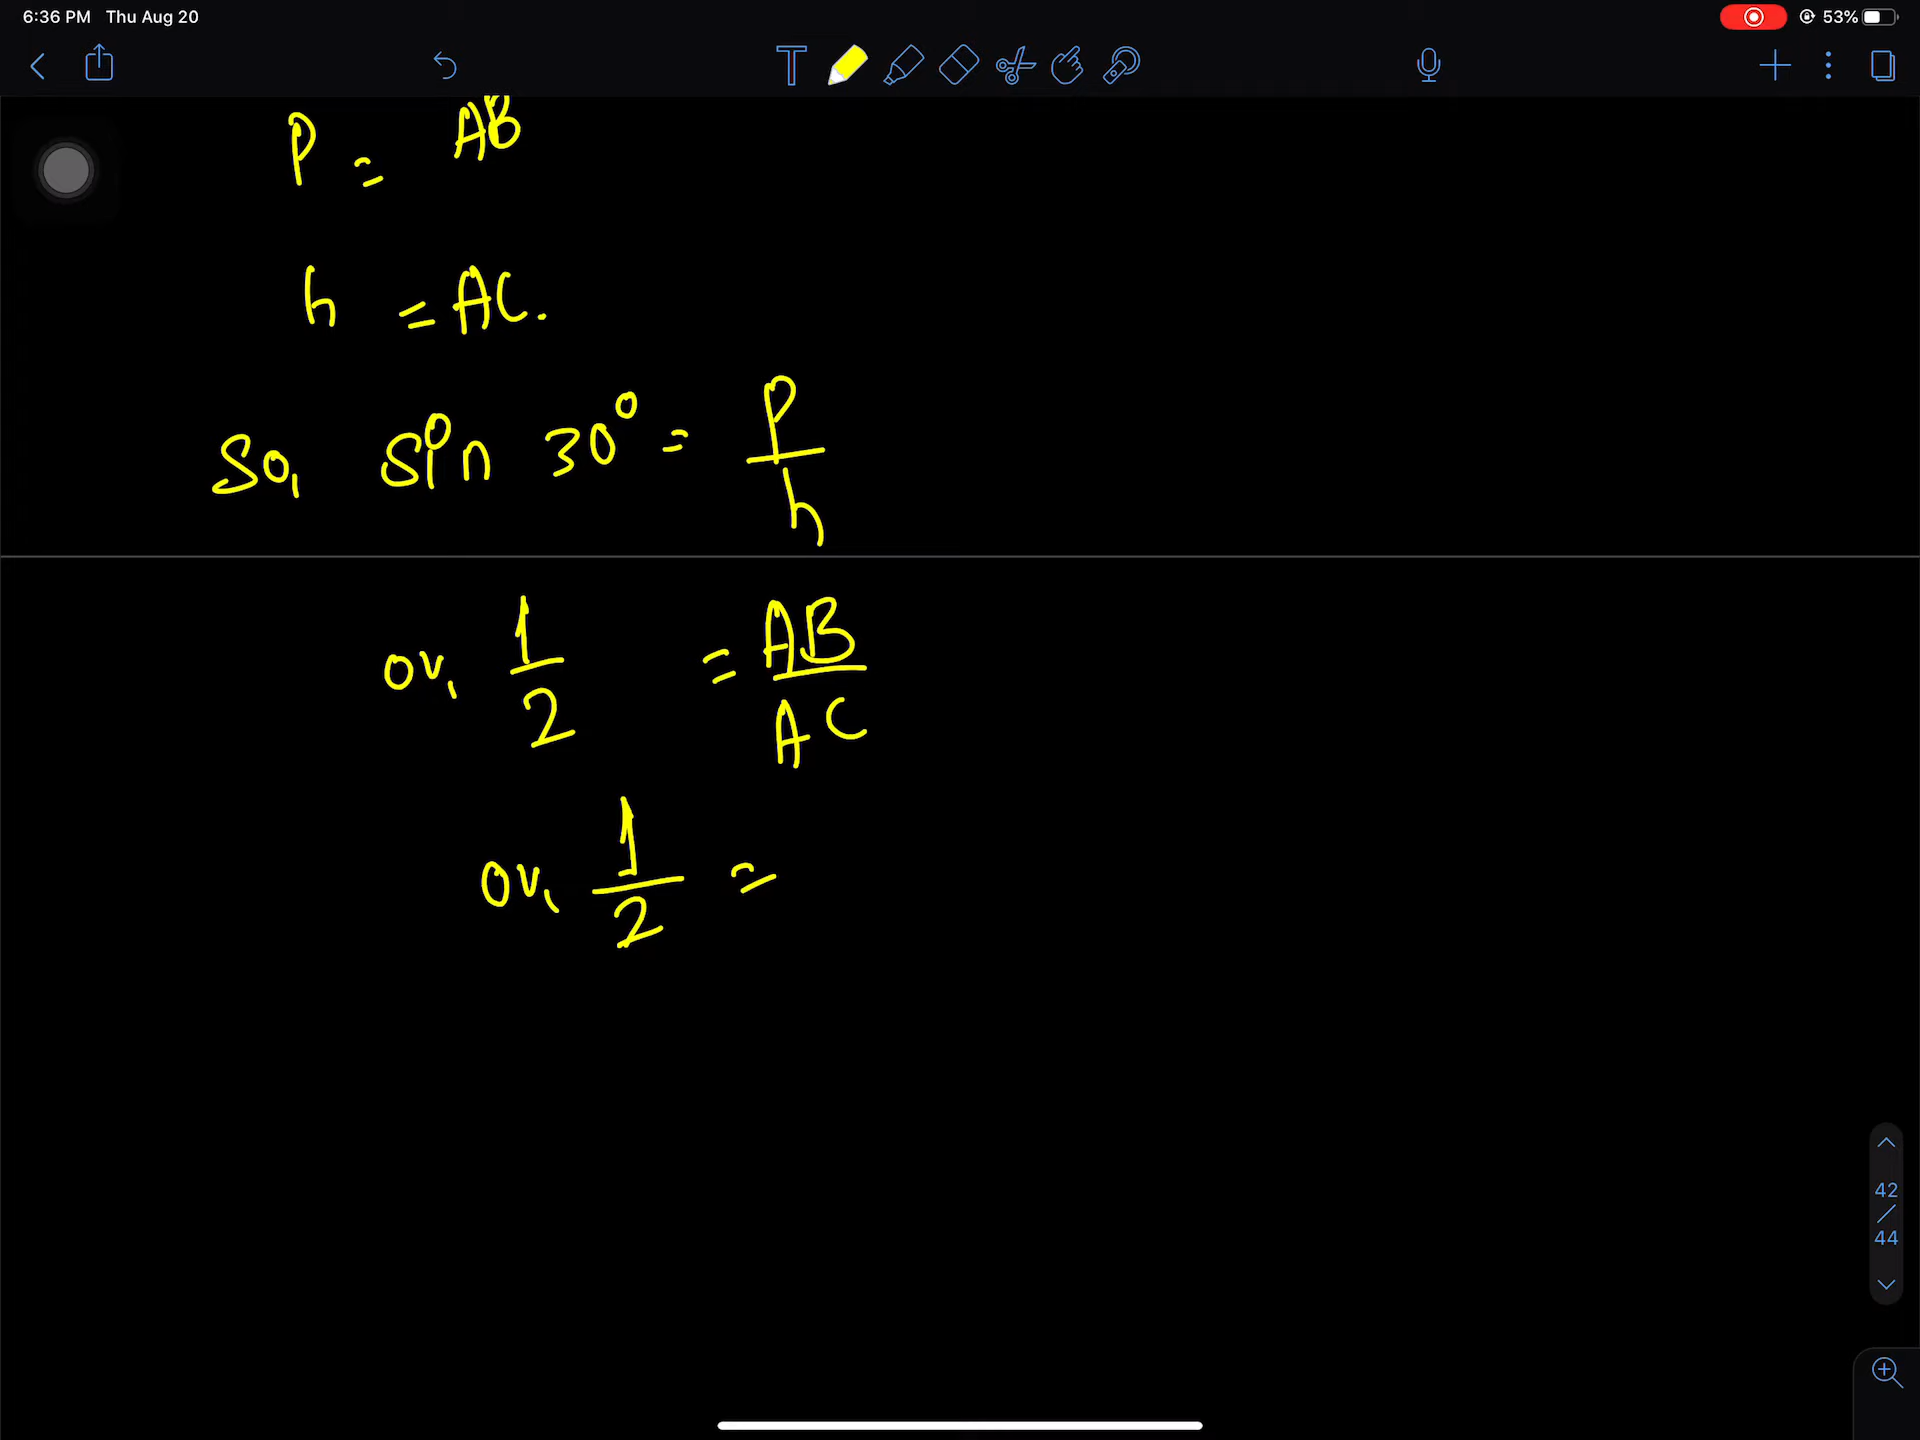 6:36 PM Thu Aug 20
53%
T
P = AB
h = AC.
So, Sin 30° = P/h
or, 1/2 = AB/AC
or, 1/2 =
42
/
44